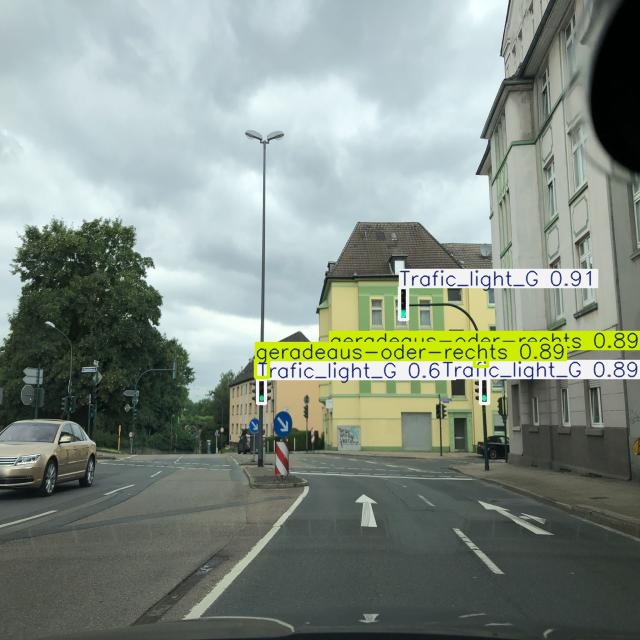 Trafic_light_G 0.91
geradeaus-oder-rechts 0.89
geradeaus-oder-rechts 0.89
Trafic_light_G 0.6
Trafic_light_G 0.89